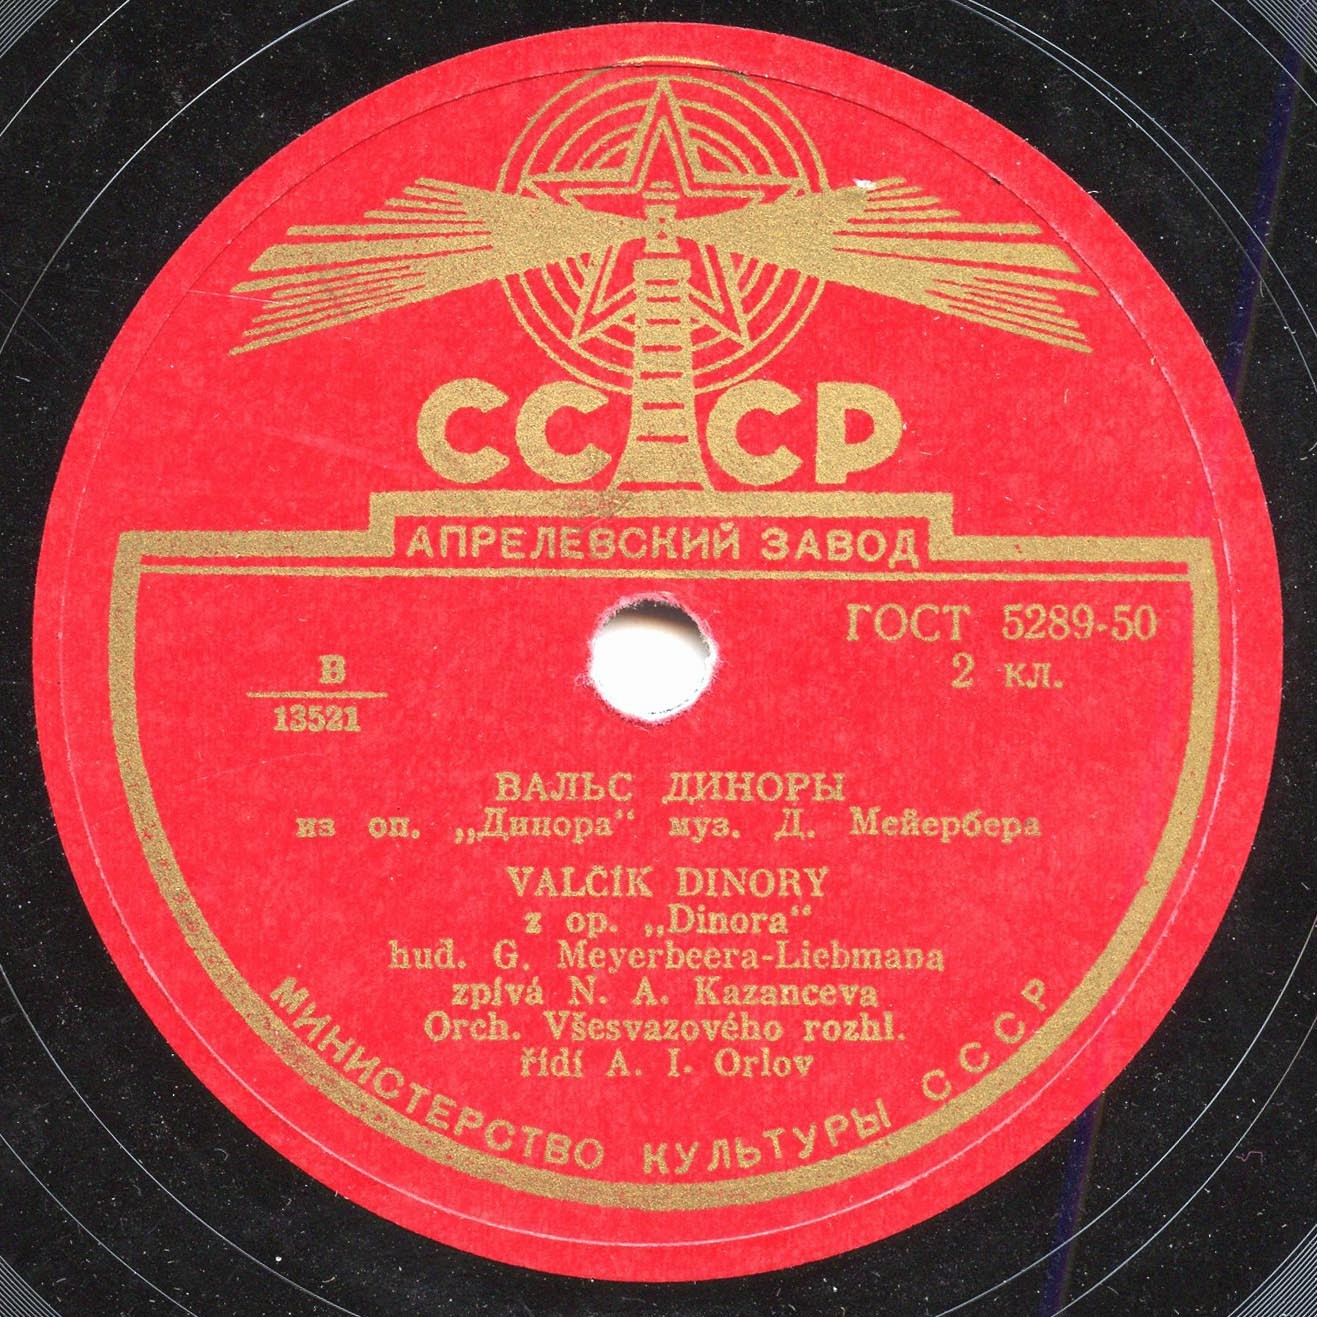 СССР
АПРЕЛЕВСКИЙ ЗАВОД
ГОСТ 5289-50
2 кл.
В
13521
ВАЛЬС ДИНОРЫ
из оп. „Динора“ муз. Д. Мейербера
VALČÍK DINORY
z op. „Dinora“
hud. G. Meyerbeera-Liebmana
zpívá N. A. Kazanceva
Orch. Všesvazového rozhl.
řídí A. I. Orlov
МИНИСТЕРСТВО КУЛЬТУРЫ СССР